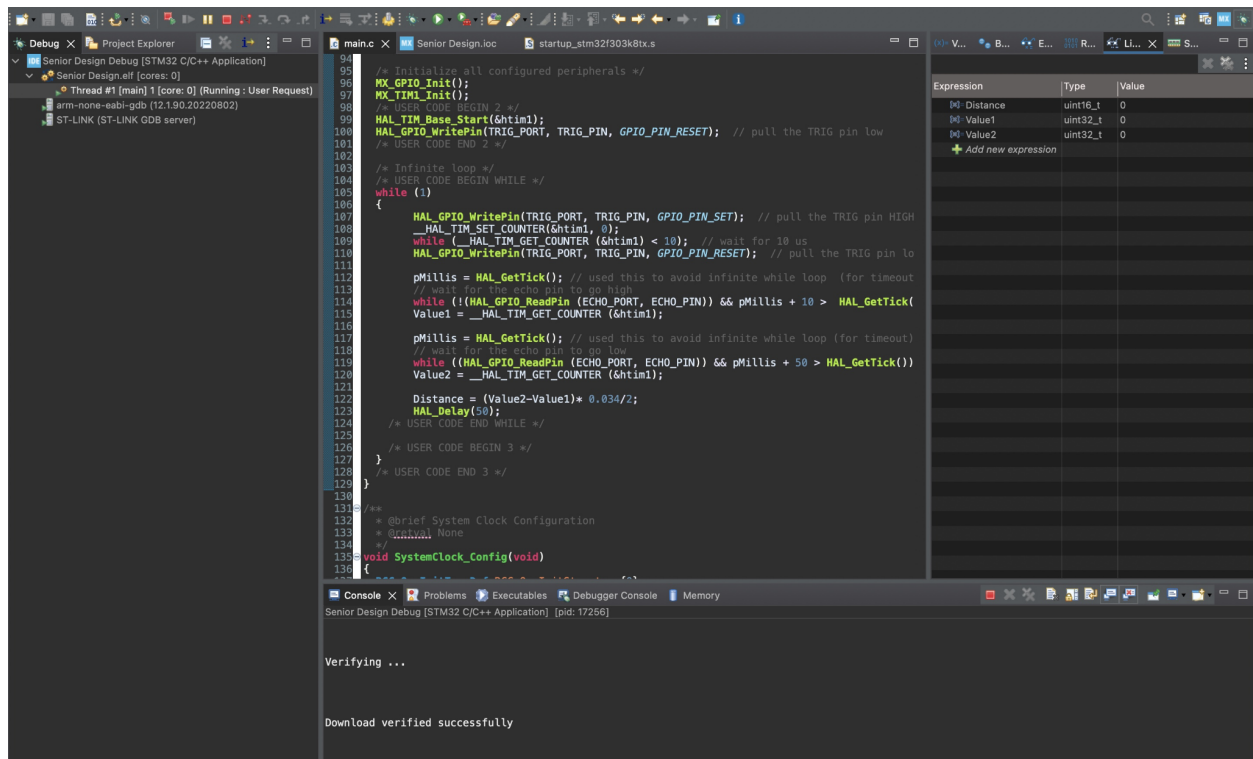 Debug
Project Explorer
Senior Design Debug [STM32 C/C++ Application]
Senior Design.elf [cores: 0]
Thread #1 [main] 1 [core: 0] (Running : User Request)
arm-none-eabi-gdb (12.1.90.20220802)
ST-LINK (ST-LINK GDB server)
main.c
MX Senior Design.ioc
startup_stm32f303k8tx.s
94
95 /* Initialize all configured peripherals */
96 MX_GPIO_Init();
97 MX_TIM1_Init();
98 /* USER CODE BEGIN 2 */
99 HAL_TIM_Base_Start(&htim1);
100 HAL_GPIO_WritePin(TRIG_PORT, TRIG_PIN, GPIO_PIN_RESET);  // pull the TRIG pin low
101 /* USER CODE END 2 */
102
103 /* Infinite loop */
104 /* USER CODE BEGIN WHILE */
105 while (1)
106 {
107 HAL_GPIO_WritePin(TRIG_PORT, TRIG_PIN, GPIO_PIN_SET);  // pull the TRIG pin HIGH
108 __HAL_TIM_SET_COUNTER(&htim1, 0);
109 while (__HAL_TIM_GET_COUNTER (&htim1) < 10);  // wait for 10 us
110 HAL_GPIO_WritePin(TRIG_PORT, TRIG_PIN, GPIO_PIN_RESET);  // pull the TRIG pin lo
111
112 pMillis = HAL_GetTick(); // used this to avoid infinite while loop  (for timeout
113 // wait for the echo pin to go high
114 while (!(HAL_GPIO_ReadPin (ECHO_PORT, ECHO_PIN)) && pMillis + 10 >  HAL_GetTick(
115 Value1 = __HAL_TIM_GET_COUNTER (&htim1);
116
117 pMillis = HAL_GetTick(); // used this to avoid infinite while loop (for timeout)
118 // wait for the echo pin to go low
119 while ((HAL_GPIO_ReadPin (ECHO_PORT, ECHO_PIN)) && pMillis + 50 > HAL_GetTick())
120 Value2 = __HAL_TIM_GET_COUNTER (&htim1);
121
122 Distance = (Value2-Value1)* 0.034/2;
123 HAL_Delay(50);
124 /* USER CODE END WHILE */
125
126 /* USER CODE BEGIN 3 */
127 }
128 /* USER CODE END 3 */
129 }
130
131 /**
132 * @brief System Clock Configuration
133 * @retval None
134 */
135 void SystemClock_Config(void)
136 {
(x)= V...
B...
E...
R...
Li...
S...
Expression Type Value
Distance uint16_t 0
Value1 uint32_t 0
Value2 uint32_t 0
Add new expression
Console
Problems
Executables
Debugger Console
Memory
Senior Design Debug [STM32 C/C++ Application]  [pid: 17256]
Verifying ...
Download verified successfully